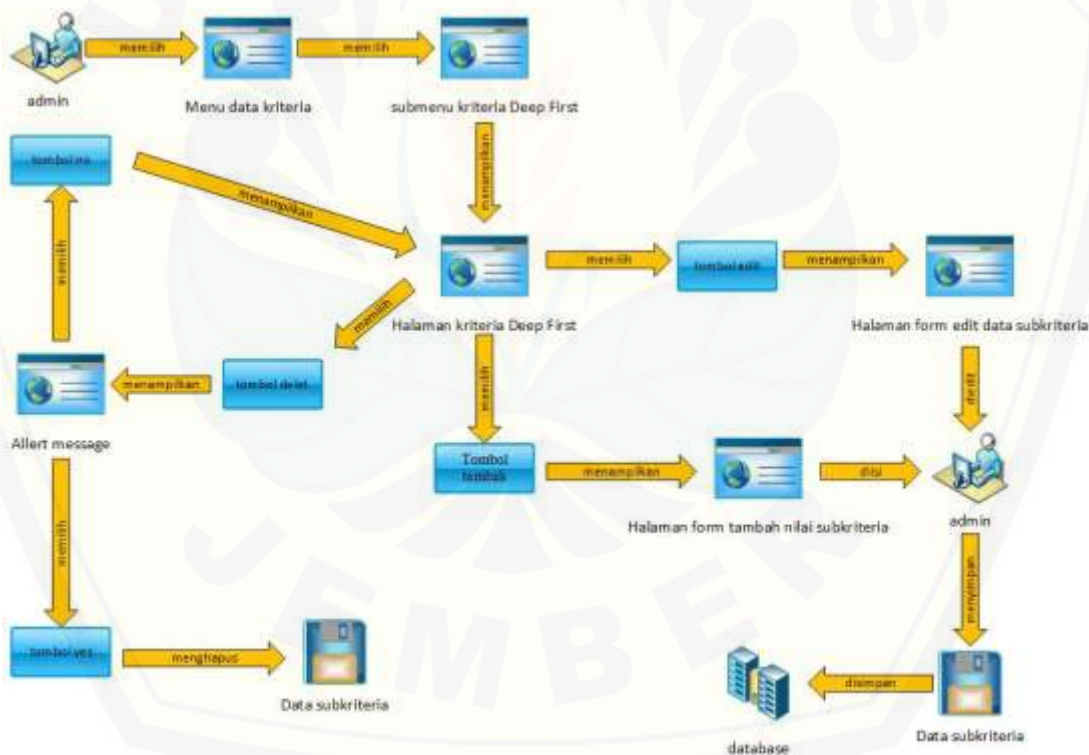 memilih
memilih
admin
Menu data kriteria
submenu kriteria Deep First
menampilkan
tombol no
menampilkan
memilih
memilih
tombol edit
menampilkan
Halaman kriteria Deep First
Halaman form edit data subkriteria
memilih
menampilkan
tombol delet
memilih
diedit
Allert message
Tombol
tambah
menampilkan
diisi
Halaman form tambah nilai subkriteria
admin
memilih
menyimpan
tombol yes
menghapus
Data subkriteria
disimpan
database
Data subkriteria
JEMBER